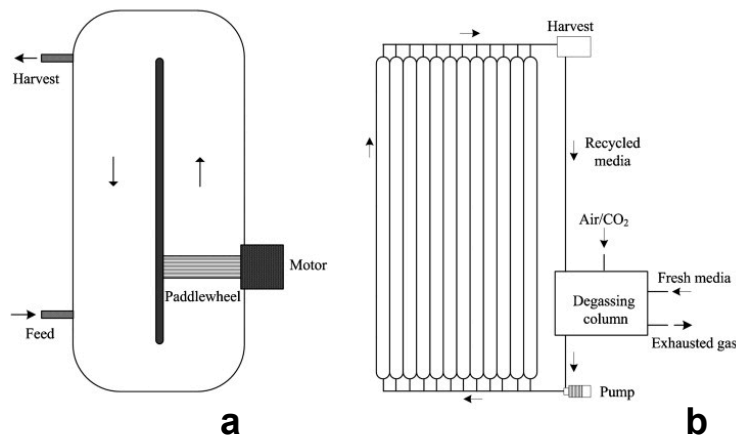 Harvest
Motor
Paddlewheel
Feed
a
Harvest
Recycled
media
Air/CO₂
Fresh media
Degassing
column
Exhausted gas
Pump
b